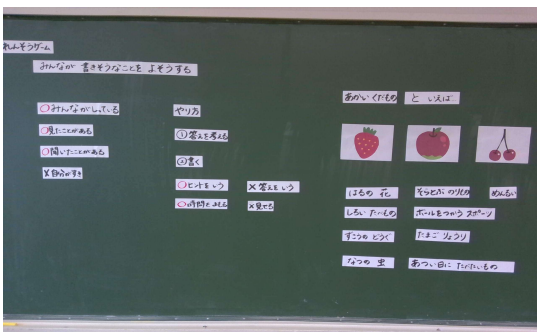 れんそうゲーム
みんなが 書きそうなことを よそうする
○みんながしっている
○見たことがある
○聞いたことがある
×自分がすき
やり方
①答えを考える
②書く
○ヒントをいう ×答えをいう
○時間をまもる ×見せる
あかいくだもの といえば
はるの 花 そらとぶ のりもの めんるい
しろい たべもの ボールをつかう スポーツ
そうじの どうぐ たまご りょうり
なつの 虫 あつい日に たべたいもの